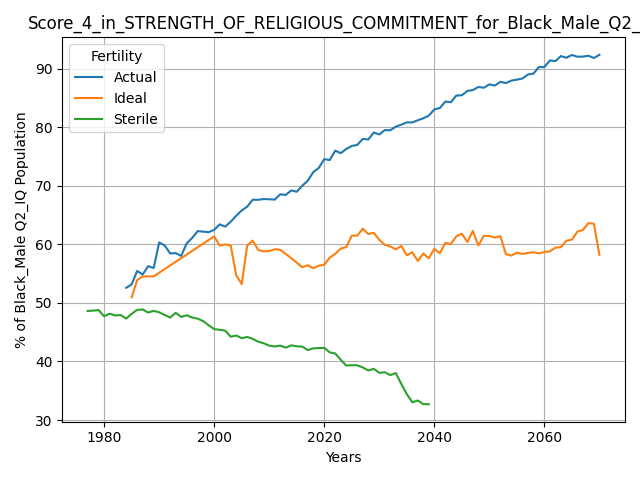 Score_4_in_STRENGTH_OF_RELIGIOUS_COMMITMENT_for_Black_Male_Q2_
Fertility
Actual
Ideal
Sterile
% of Black_Male Q2_IQ Population
90
80
70
60
50
40
30
1980 2000 2020 2040 2060
Years